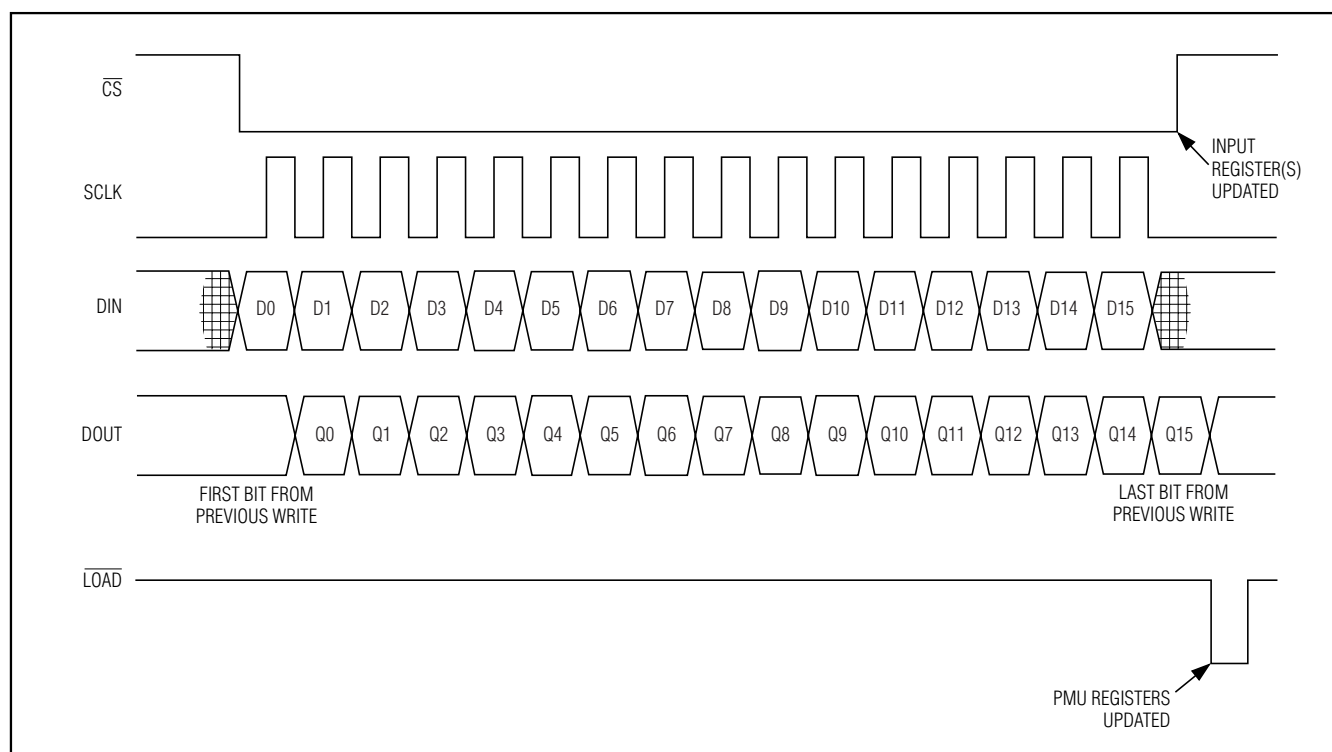 CS
INPUT
REGISTER(S)
UPDATED
SCLK
DIN
D0 D1 D2 D3 D4 D5 D6 D7 D8 D9 D10 D11 D12 D13 D14 D15
DOUT
Q0 Q1 Q2 Q3 Q4 Q5 Q6 Q7 Q8 Q9 Q10 Q11 Q12 Q13 Q14 Q15
FIRST BIT FROM
PREVIOUS WRITE
LAST BIT FROM
PREVIOUS WRITE
LOAD
PMU REGISTERS
UPDATED